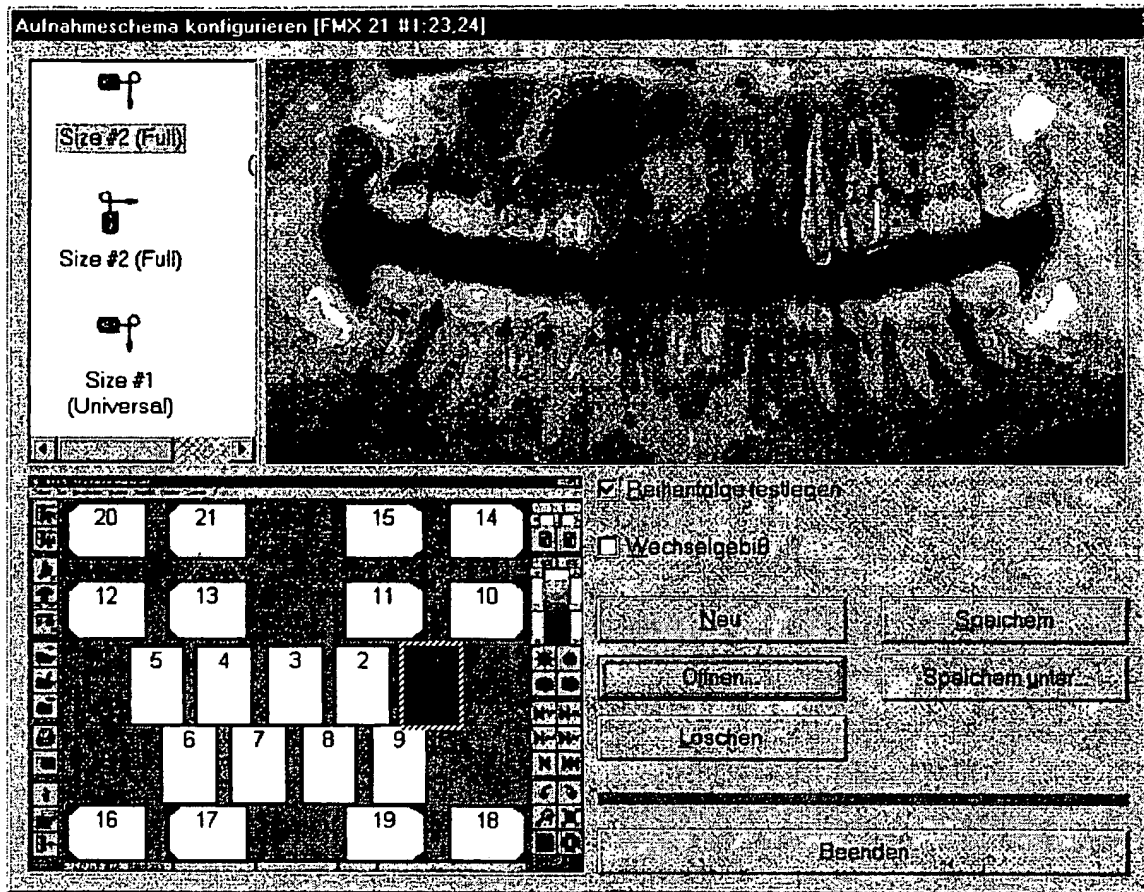 Aufnahmeschema konfigurieren [FMX 21 #1:23,24]
Size #2 (Full)
Size #2 (Full)
Size #1
(Universal)
Reihenfolge festlegen
Wechselgebiß
20 21 15 14
12 13 11 10
5 4 3 2
6 7 8 9
16 17 19 18
Neu Speichern
Öffnen... Speichern unter...
Löschen
Beenden